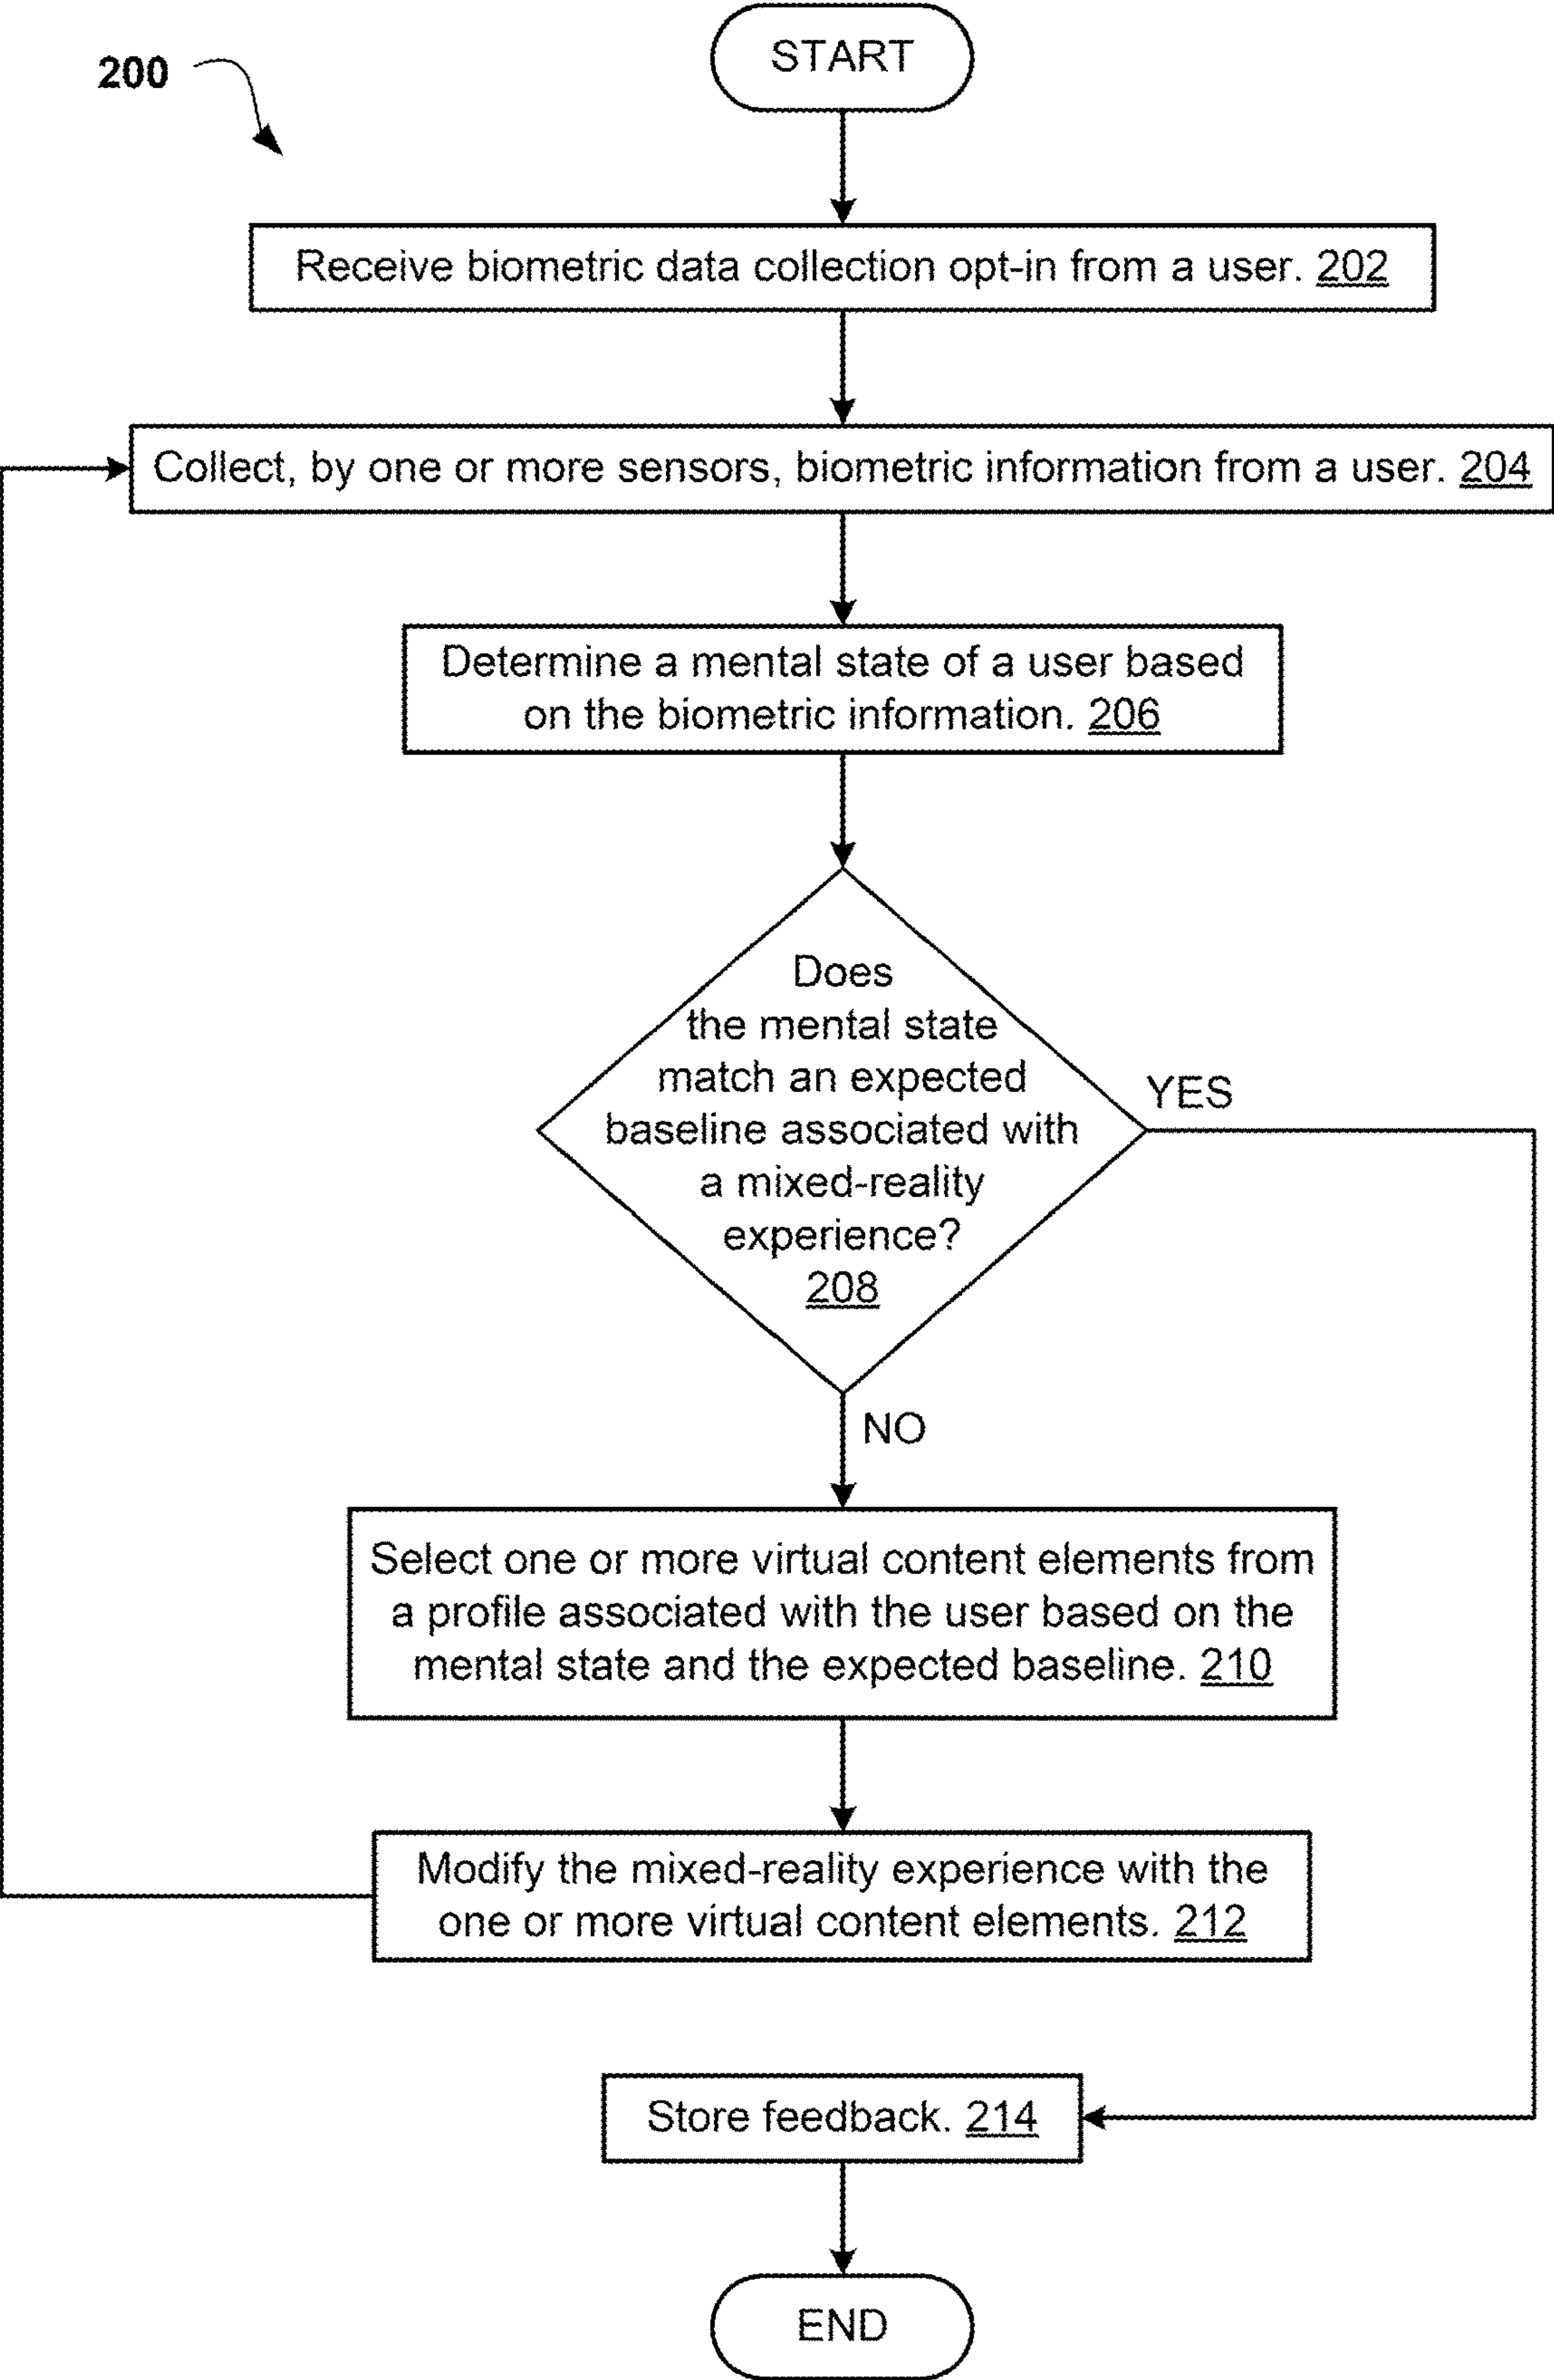 START
200
Receive biometric data collection opt-in from a user. 202
Collect, by one or more sensors, biometric information from a user. 204
Determine a mental state of a user based
on the biometric information. 206
Does
the mental state
match an expected
baseline associated with
a mixed-reality
experience?
208
YES
NO
Select one or more virtual content elements from
a profile associated with the user based on the
mental state and the expected baseline. 210
Modify the mixed-reality experience with the
one or more virtual content elements. 212
Store feedback. 214
END